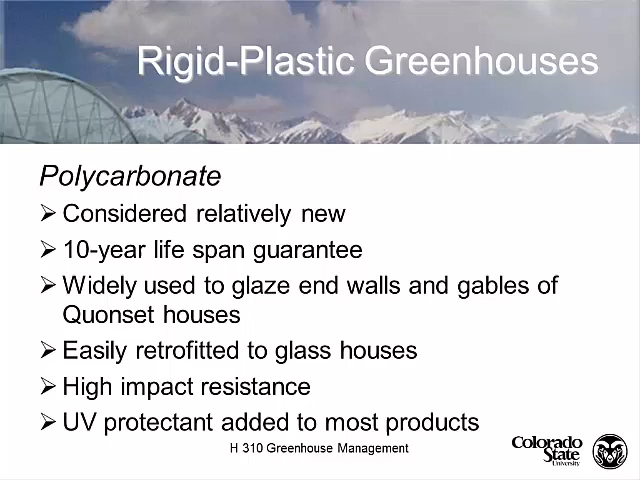 Rigid-Plastic Greenhouses
Polycarbonate
➢ Considered relatively new
➢ 10-year life span guarantee
➢ Widely used to glaze end walls and gables of
Quonset houses
➢ Easily retrofitted to glass houses
➢ High impact resistance
➢ UV protectant added to most products
H 310 Greenhouse Management
Colorado
State
University